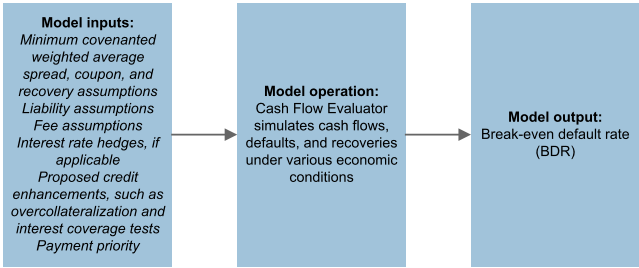 Model inputs:
Minimum covenanted
weighted average
spread, coupon, and
recovery assumptions
Liability assumptions
Fee assumptions
Interest rate hedges, if
applicable
Proposed credit
enhancements, such as
overcollateralization and
interest coverage tests
Payment priority
Model operation:
Cash Flow Evaluator
simulates cash flows,
defaults, and recoveries
under various economic
conditions
Model output:
Break-even default rate
(BDR)